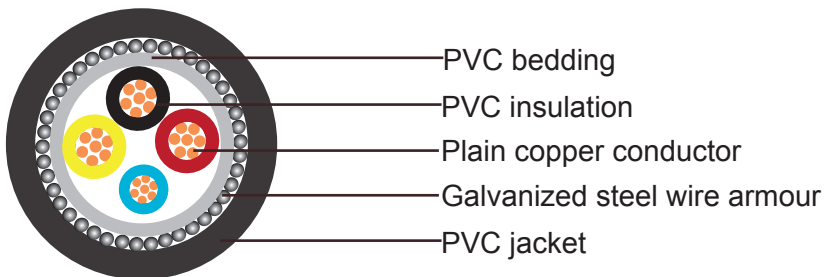 PVC bedding
PVC insulation
Plain copper conductor
Galvanized steel wire armour
PVC jacket